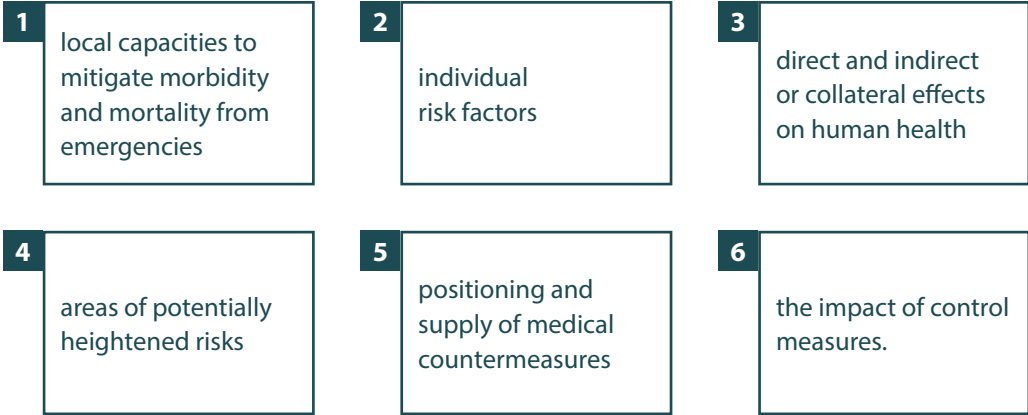 1
local capacities to
mitigate morbidity
and mortality from
emergencies
2
individual
risk factors
3
direct and indirect
or collateral effects
on human health
4
areas of potentially
heightened risks
5
positioning and
supply of medical
countermeasures
6
the impact of control
measures.